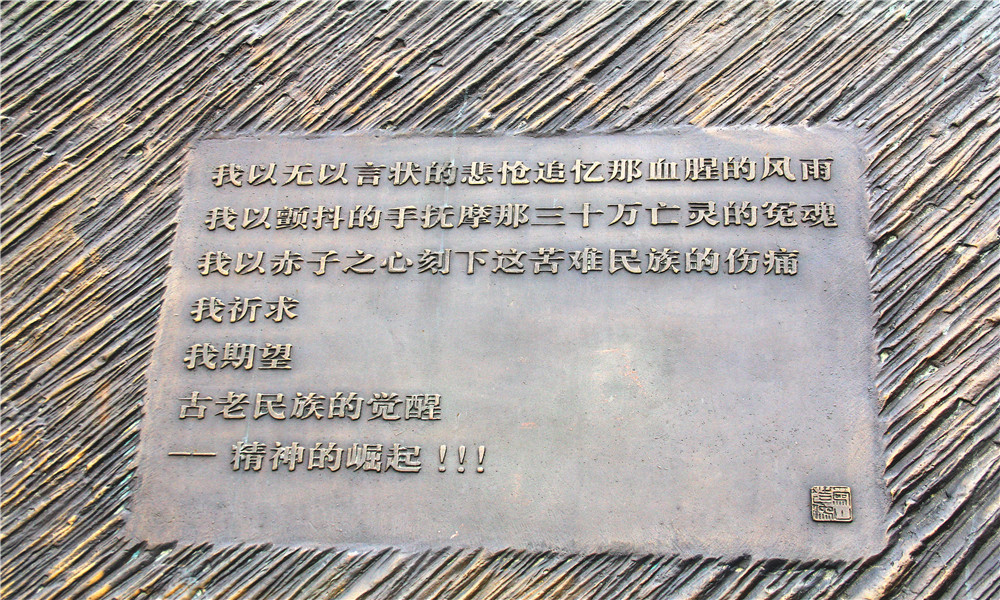 我以无以言状的悲怆追忆那血腥的风雨
我以颤抖的手抚摩那三十万亡灵的冤魂
我以赤子之心刻下这苦难民族的伤痛
我祈求
我期望
古老民族的觉醒
— 精神的崛起!!!